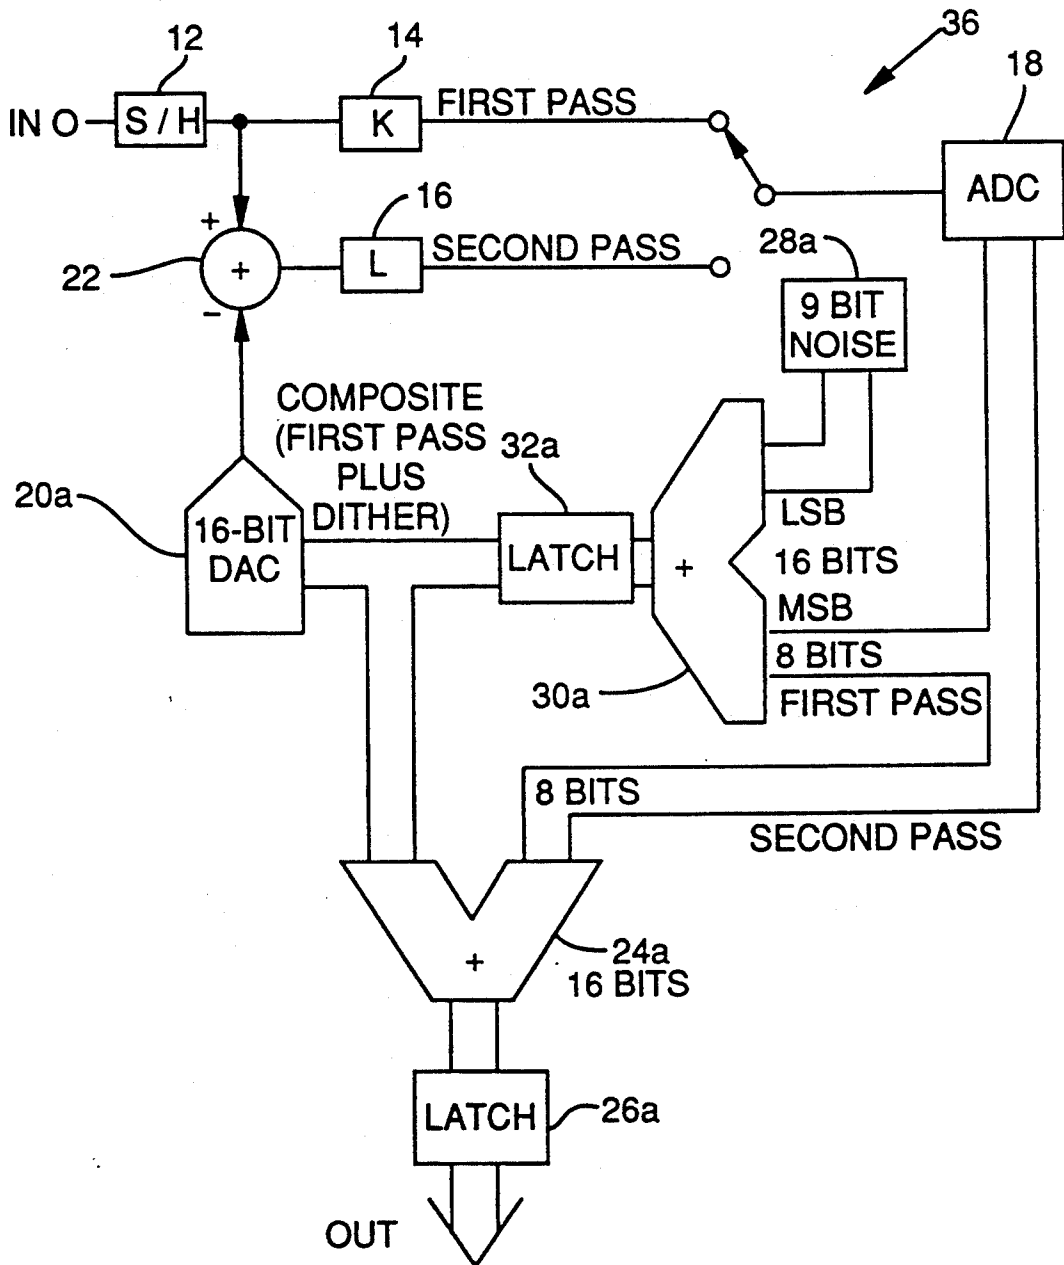 36
12
14
18
IN
S / H
K
FIRST PASS
ADC
+
16
28a
22
+
L
SECOND PASS
-
9 BIT
NOISE
COMPOSITE
(FIRST PASS
PLUS
DITHER)
32a
20a
16-BIT
DAC
LATCH
+
LSB
16 BITS
MSB
8 BITS
FIRST PASS
30a
8 BITS
SECOND PASS
+
24a
16 BITS
LATCH
26a
OUT